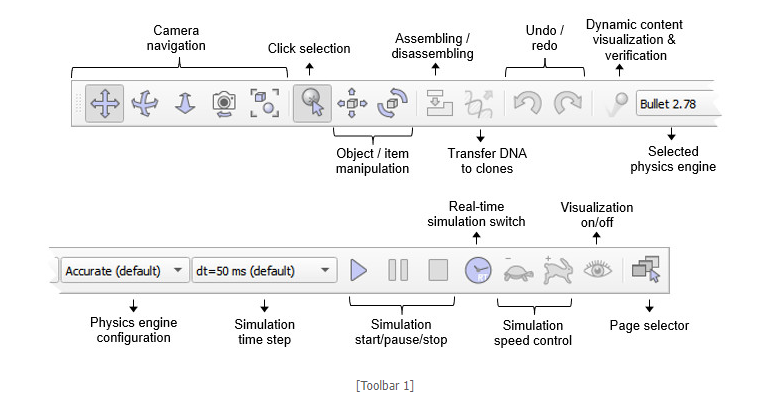 Camera
navigation
Click selection
Assembling /
disassembling
Undo /
redo
Dynamic content
visualization &
verification
Bullet 2.78
Object / item
manipulation
Transfer DNA
to clones
Selected
physics engine
Real-time
simulation switch
Visualization
on/off
Accurate (default)
dt=50 ms (default)
RT
Physics engine
configuration
Simulation
time step
Simulation
start/pause/stop
Simulation
speed control
Page selector
[Toolbar 1]